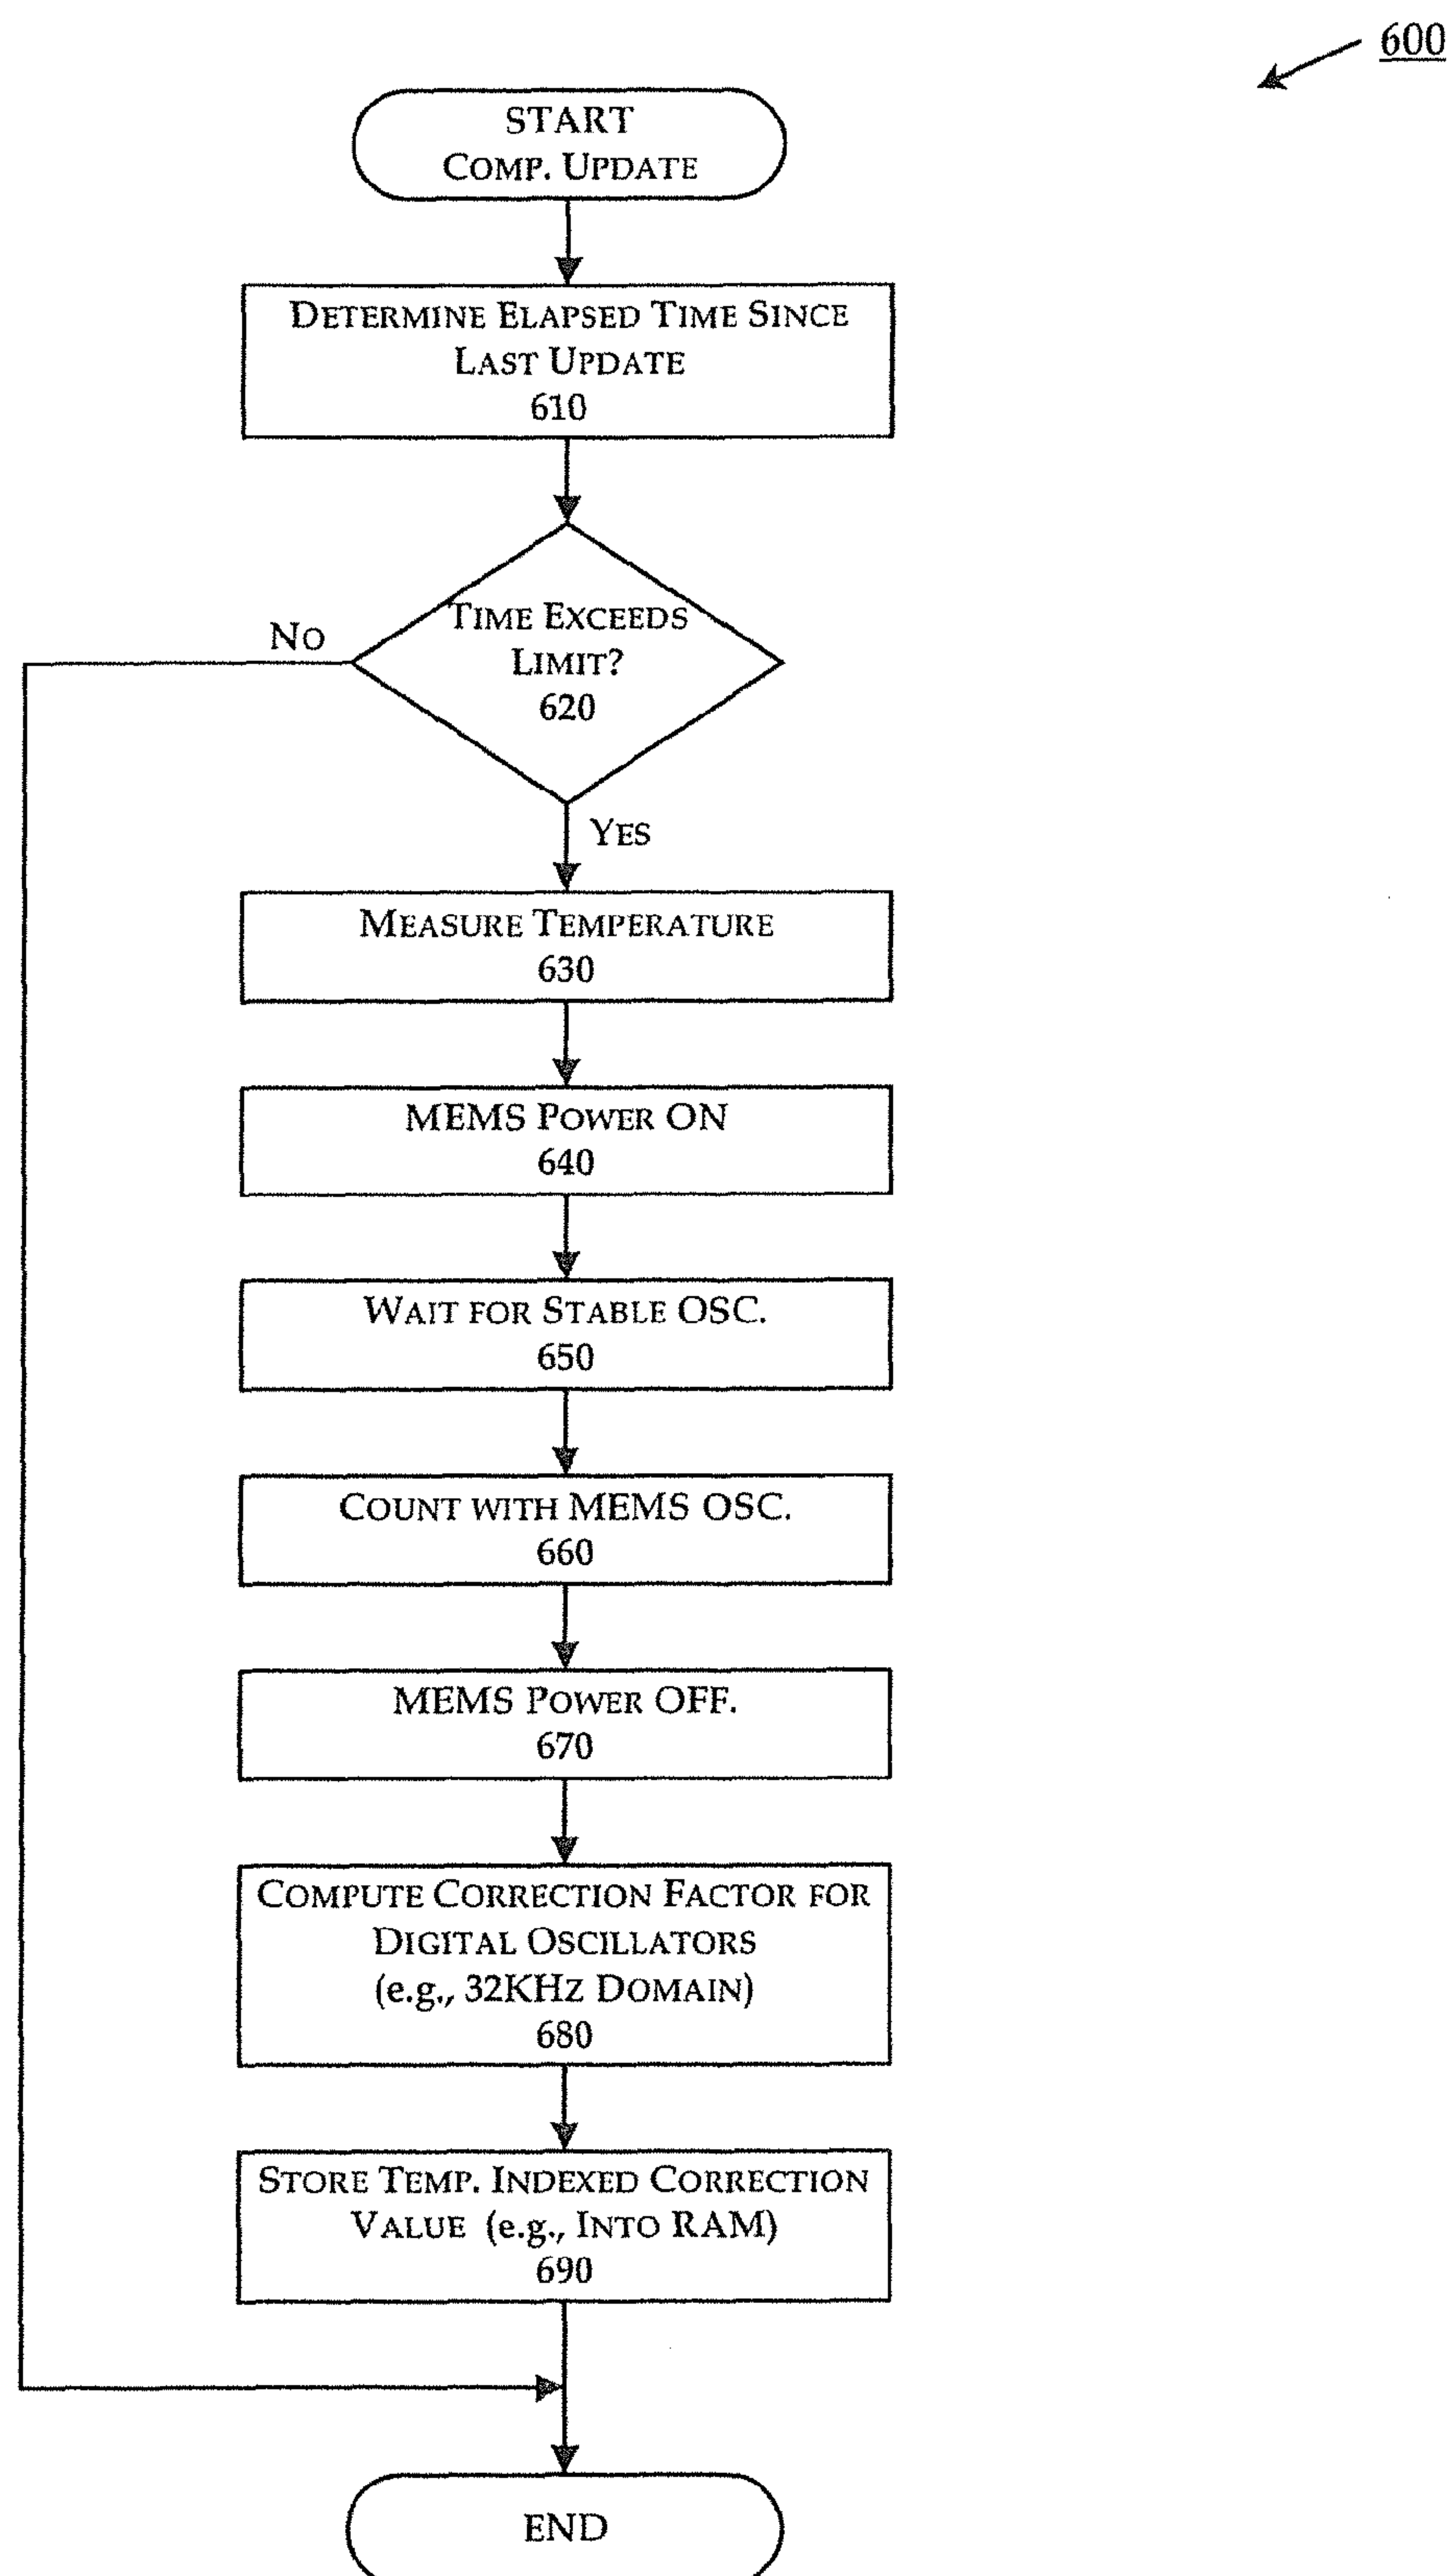 600
START
COMP. UPDATE
DETERMINE ELAPSED TIME SINCE
LAST UPDATE
610
TIME EXCEEDS
LIMIT?
620
NO
YES
MEASURE TEMPERATURE
630
MEMS POWER ON
640
WAIT FOR STABLE OSC.
650
COUNT WITH MEMS OSC.
660
MEMS POWER OFF.
670
COMPUTE CORRECTION FACTOR FOR
DIGITAL OSCILLATORS
(e.g., 32KHZ DOMAIN)
680
STORE TEMP. INDEXED CORRECTION
VALUE (e.g., INTO RAM)
690
END